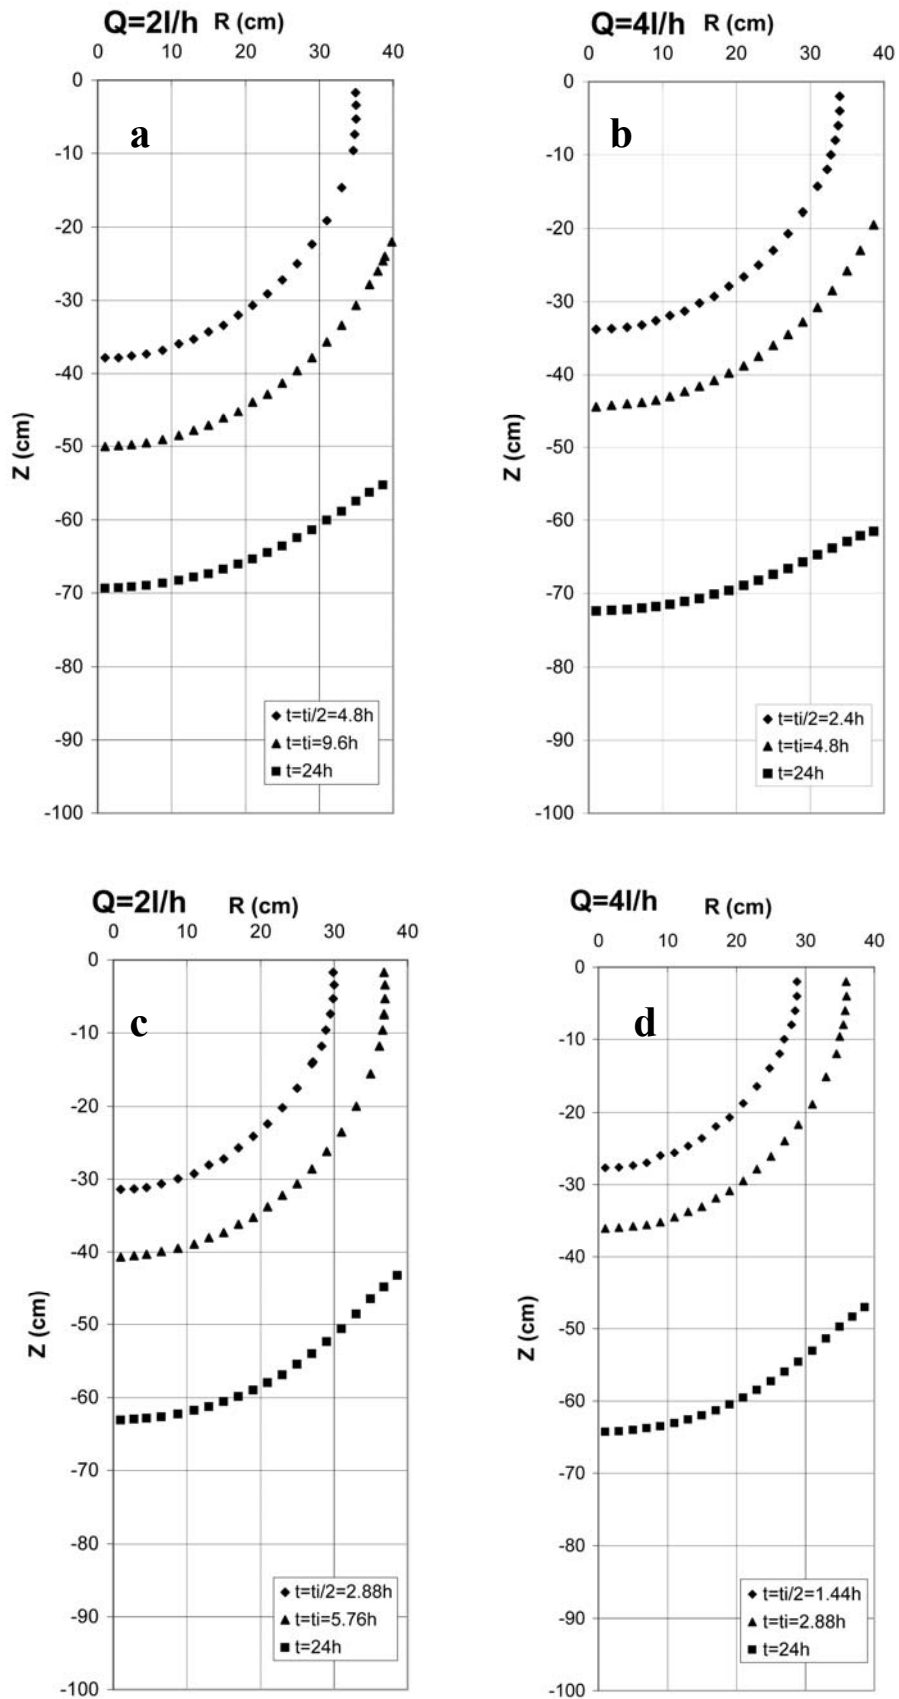 Q=2l/h R (cm)
0 10 20 30 40
0
-10
-20
-30
-40
-50
-60
-70
-80
-90
-100
Z (cm)
a
t=ti/2=4.8h
t=ti=9.6h
t=24h
Q=4l/h R (cm)
0 10 20 30 40
0
-10
-20
-30
-40
-50
-60
-70
-80
-90
-100
Z (cm)
b
t=ti/2=2.4h
t=ti=4.8h
t=24h
Q=2l/h R (cm)
0 10 20 30 40
0
-10
-20
-30
-40
-50
-60
-70
-80
-90
-100
Z (cm)
c
t=ti/2=2.88h
t=ti=5.76h
t=24h
Q=4l/h R (cm)
0 10 20 30 40
0
-10
-20
-30
-40
-50
-60
-70
-80
-90
-100
Z (cm)
d
t=ti/2=1.44h
t=ti=2.88h
t=24h